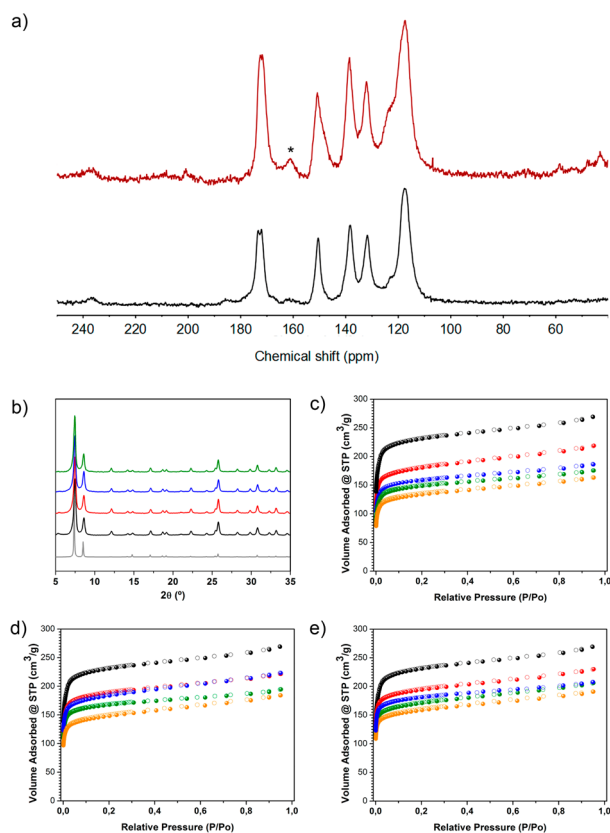 a)
*
240 220 200 180 160 140 120 100 80 60
Chemical shift (ppm)
b)
5 10 15 20 25 30 35
2θ (º)
c)
Volume Adsorbed @ STP (cm³/g)
300
250
200
150
100
50
0
0,0 0,2 0,4 0,6 0,8 1,0
Relative Pressure (P/Po)
d)
Volume Adsorbed @ STP (cm³/g)
300
250
200
150
100
50
0
0,0 0,2 0,4 0,6 0,8 1,0
Relative Pressure (P/Po)
e)
Volume Adsorbed @ STP (cm³/g)
300
250
200
150
100
50
0
0,0 0,2 0,4 0,6 0,8 1,0
Relative Pressure (P/Po)